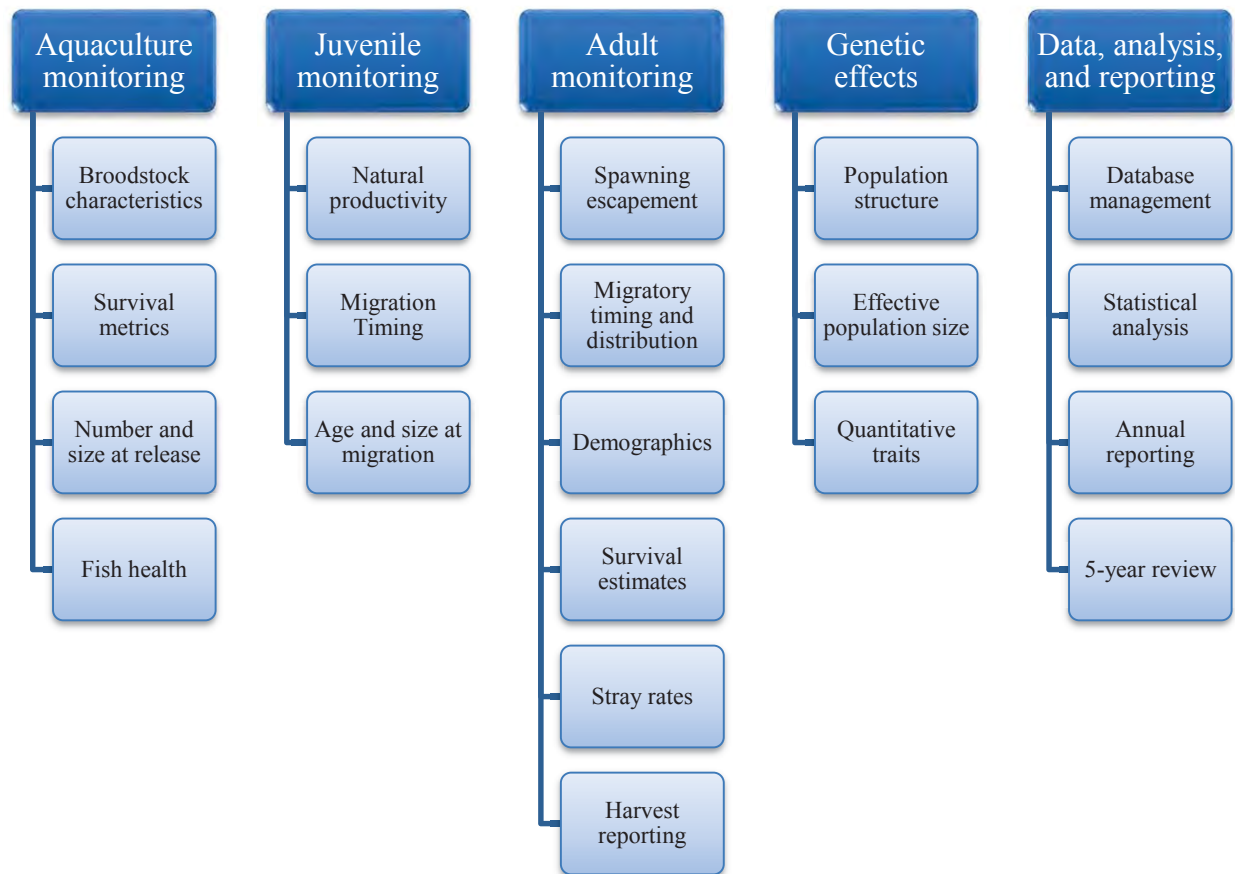 Aquaculture
monitoring
Broodstock
characteristics
Survival
metrics
Number and
size at release
Fish health
Juvenile
monitoring
Natural
productivity
Migration
Timing
Age and size at
migration
Adult
monitoring
Spawning
escapement
Migratory
timing and
distribution
Demographics
Survival
estimates
Stray rates
Harvest
reporting
Genetic
effects
Population
structure
Effective
population size
Quantitative
traits
Data, analysis,
and reporting
Database
management
Statistical
analysis
Annual
reporting
5-year review